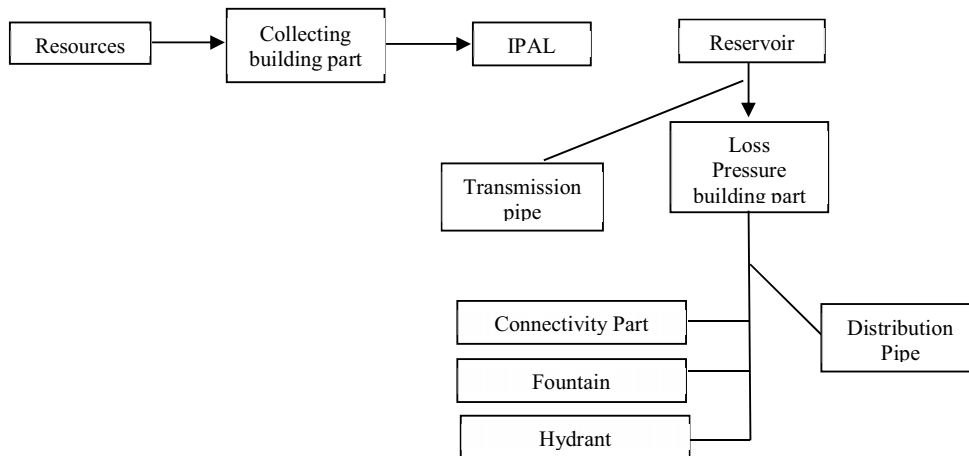 Resources
Collecting
building part
IPAL
Reservoir
Loss
Pressure
building part
Transmission
pipe
Connectivity Part
Distribution
Pipe
Fountain
Hydrant